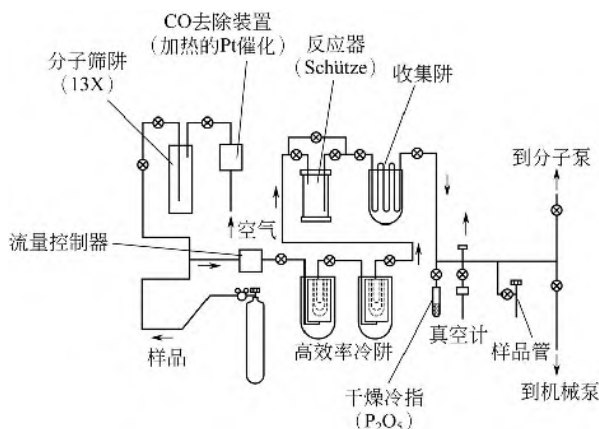 CO去除装置
(加热的Pt催化)
分子筛阱
(13X)
反应器
(Schütze)
收集阱
到分子泵
空气
流量控制器
样品
高效率冷阱
真空计
样品管
干燥冷指
(P₂O₅)
到机械泵